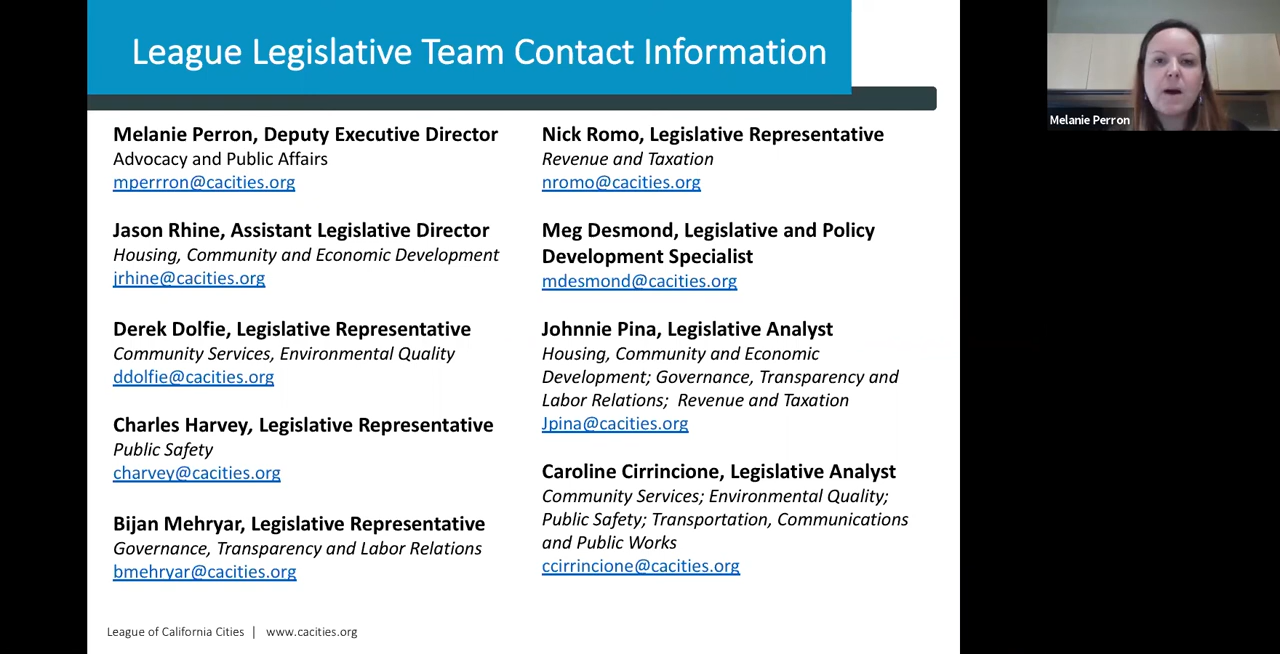 League Legislative Team Contact Information
Melanie Perron, Deputy Executive Director
Advocacy and Public Affairs
mperrron@cacities.org
Jason Rhine, Assistant Legislative Director
Housing, Community and Economic Development
jrhine@cacities.org
Derek Dolfie, Legislative Representative
Community Services, Environmental Quality
ddolfie@cacities.org
Charles Harvey, Legislative Representative
Public Safety
charvey@cacities.org
Bijan Mehryar, Legislative Representative
Governance, Transparency and Labor Relations
bmehryar@cacities.org
Nick Romo, Legislative Representative
Revenue and Taxation
nromo@cacities.org
Meg Desmond, Legislative and Policy
Development Specialist
mdesmond@cacities.org
Johnnie Pina, Legislative Analyst
Housing, Community and Economic
Development; Governance, Transparency and
Labor Relations; Revenue and Taxation
Jpina@cacities.org
Caroline Cirrincione, Legislative Analyst
Community Services; Environmental Quality;
Public Safety; Transportation, Communications
and Public Works
ccirrincione@cacities.org
League of California Cities | www.cacities.org
Melanie Perron